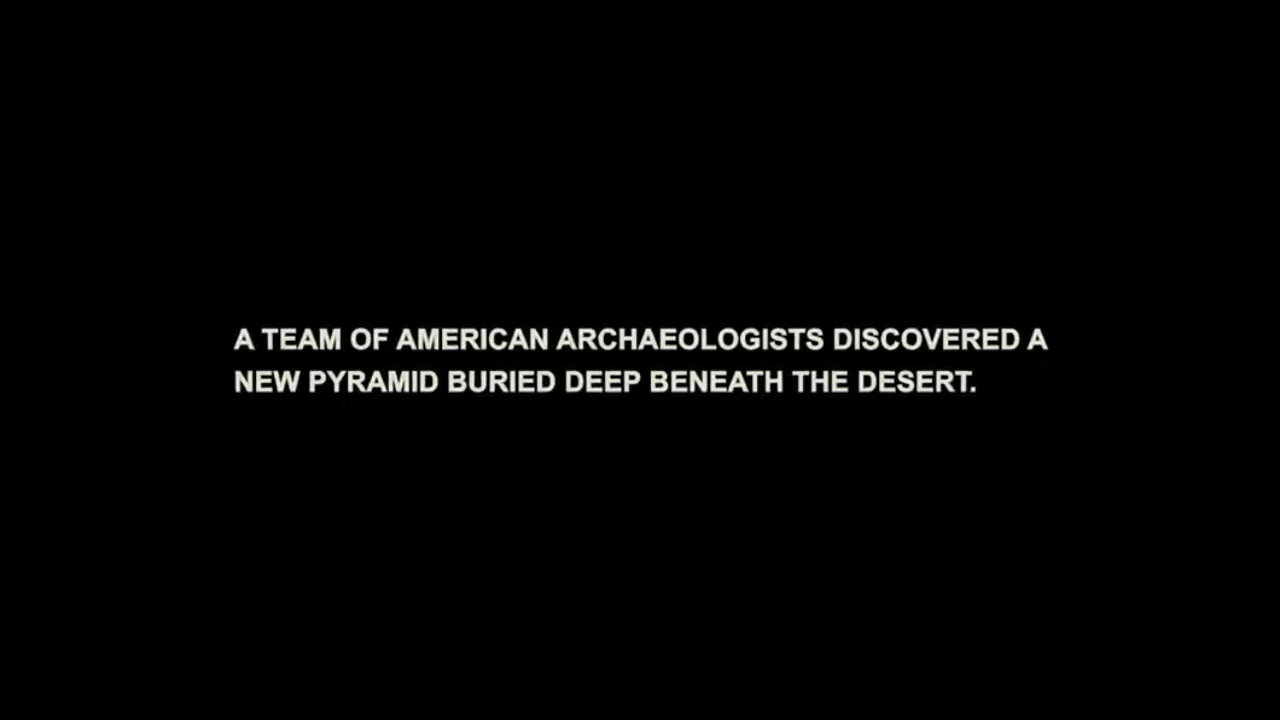 A TEAM OF AMERICAN ARCHAEOLOGISTS DISCOVERED A
NEW PYRAMID BURIED DEEP BENEATH THE DESERT.